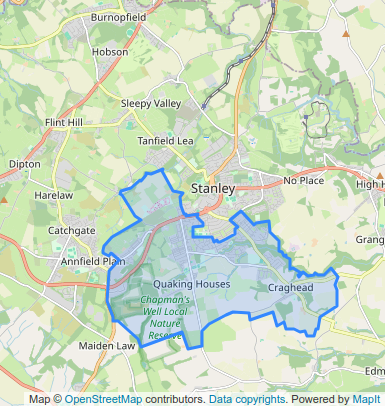 Burnopfield
Hobson
Sleepy Valley
Flint Hill
Tanfield Lea
Dipton
No Place
High H
Stanley
Harelaw
Catchgate
Grang
Annfield Plain
Quaking Houses
Craghead
Chapman's
Well Local
Nature
Reserve
Maiden Law
Edm
Map © OpenStreetMap contributors. Data copyrights. Powered by MapIt